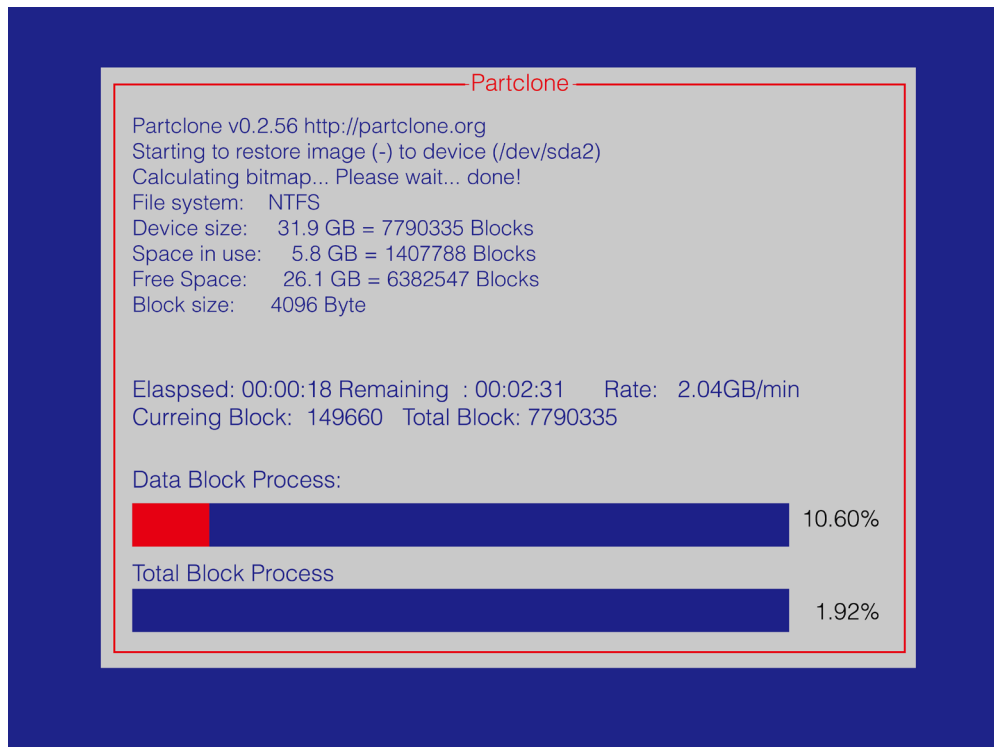 Partclone
Partclone v0.2.56 http://partclone.org
Starting to restore image (-) to device (/dev/sda2)
Calculating bitmap... Please wait... done!
File system: NTFS
Device size: 31.9 GB = 7790335 Blocks
Space in use: 5.8 GB = 1407788 Blocks
Free Space: 26.1 GB = 6382547 Blocks
Block size: 4096 Byte
Elaspsed: 00:00:18 Remaining : 00:02:31 Rate: 2.04GB/min
Curreing Block: 149660 Total Block: 7790335
Data Block Process:
10.60%
Total Block Process
1.92%